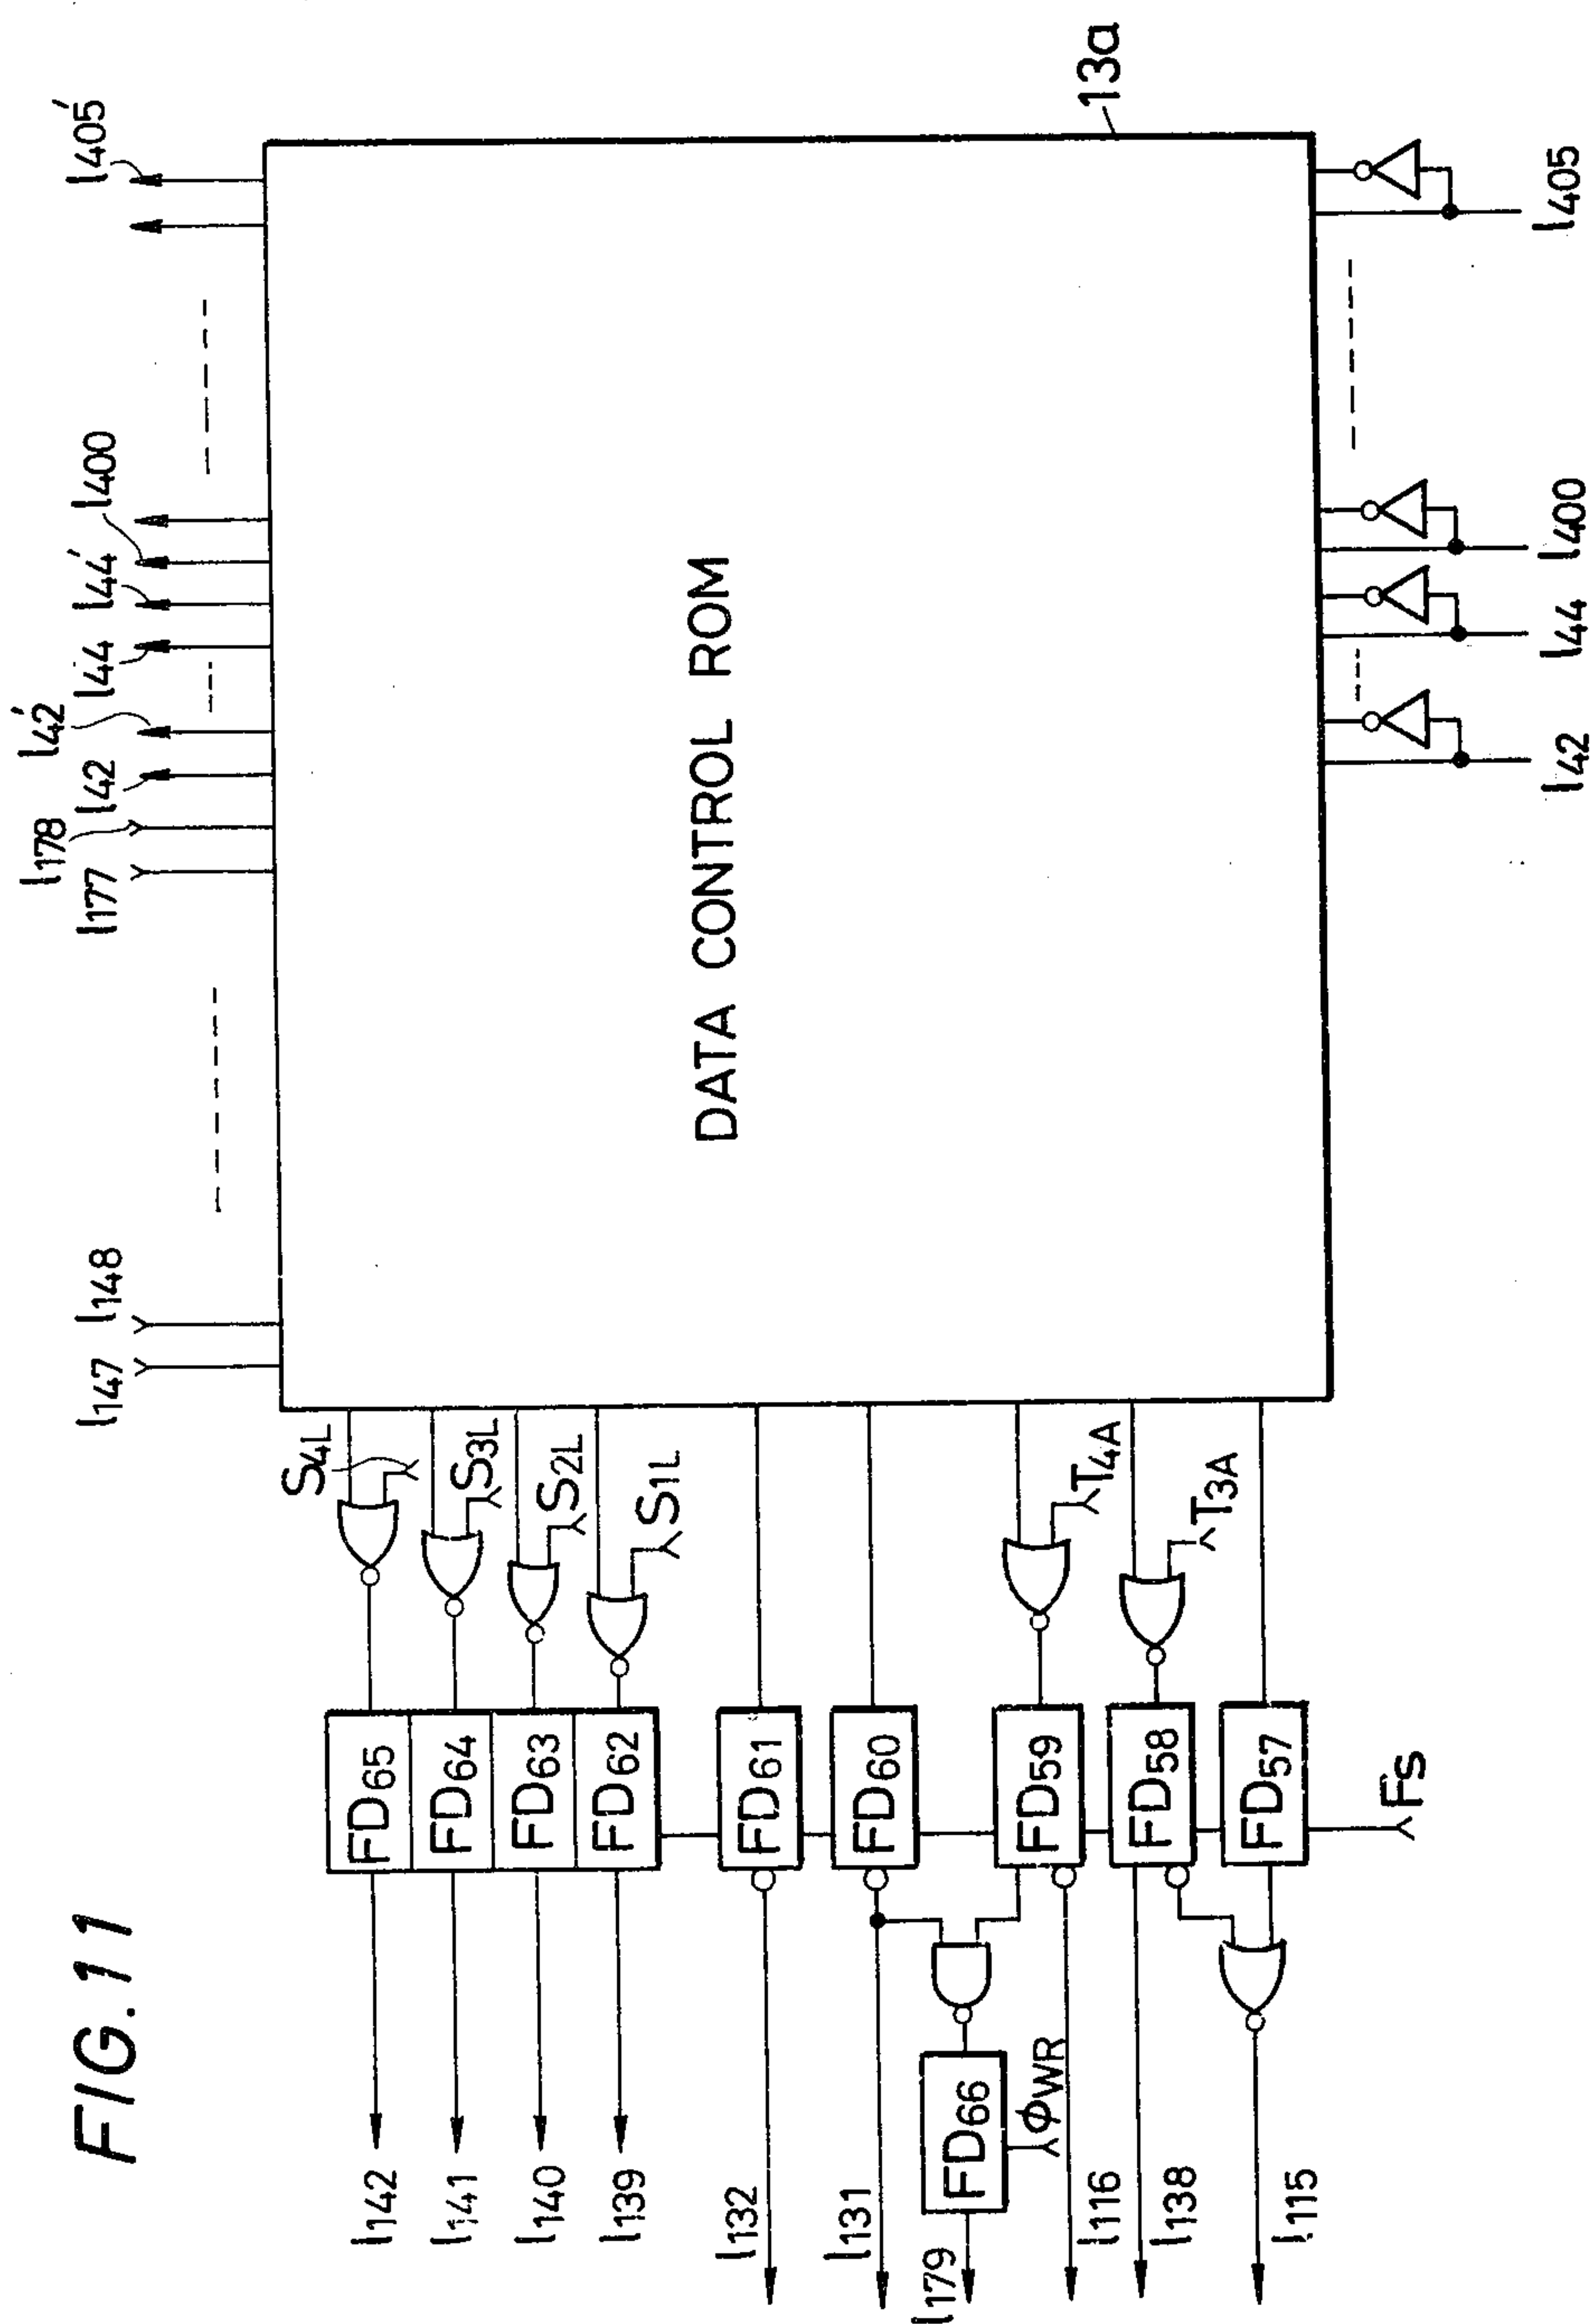 FIG.11
l147 l148 l177 l178 l42 l42' l44 l44' l400 l405'
S4L
S3L
S2L
S1L
T4A
T3A
FD65
FD64
FD63
FD62
FD61
FD60
FD59
FD58
FD57
FD66
ΦWR
Fs
l142
l141
l140
l139
l132
l131
l179
l116
l138
l115
DATA CONTROL ROM
13a
l42 l44 l400 l405